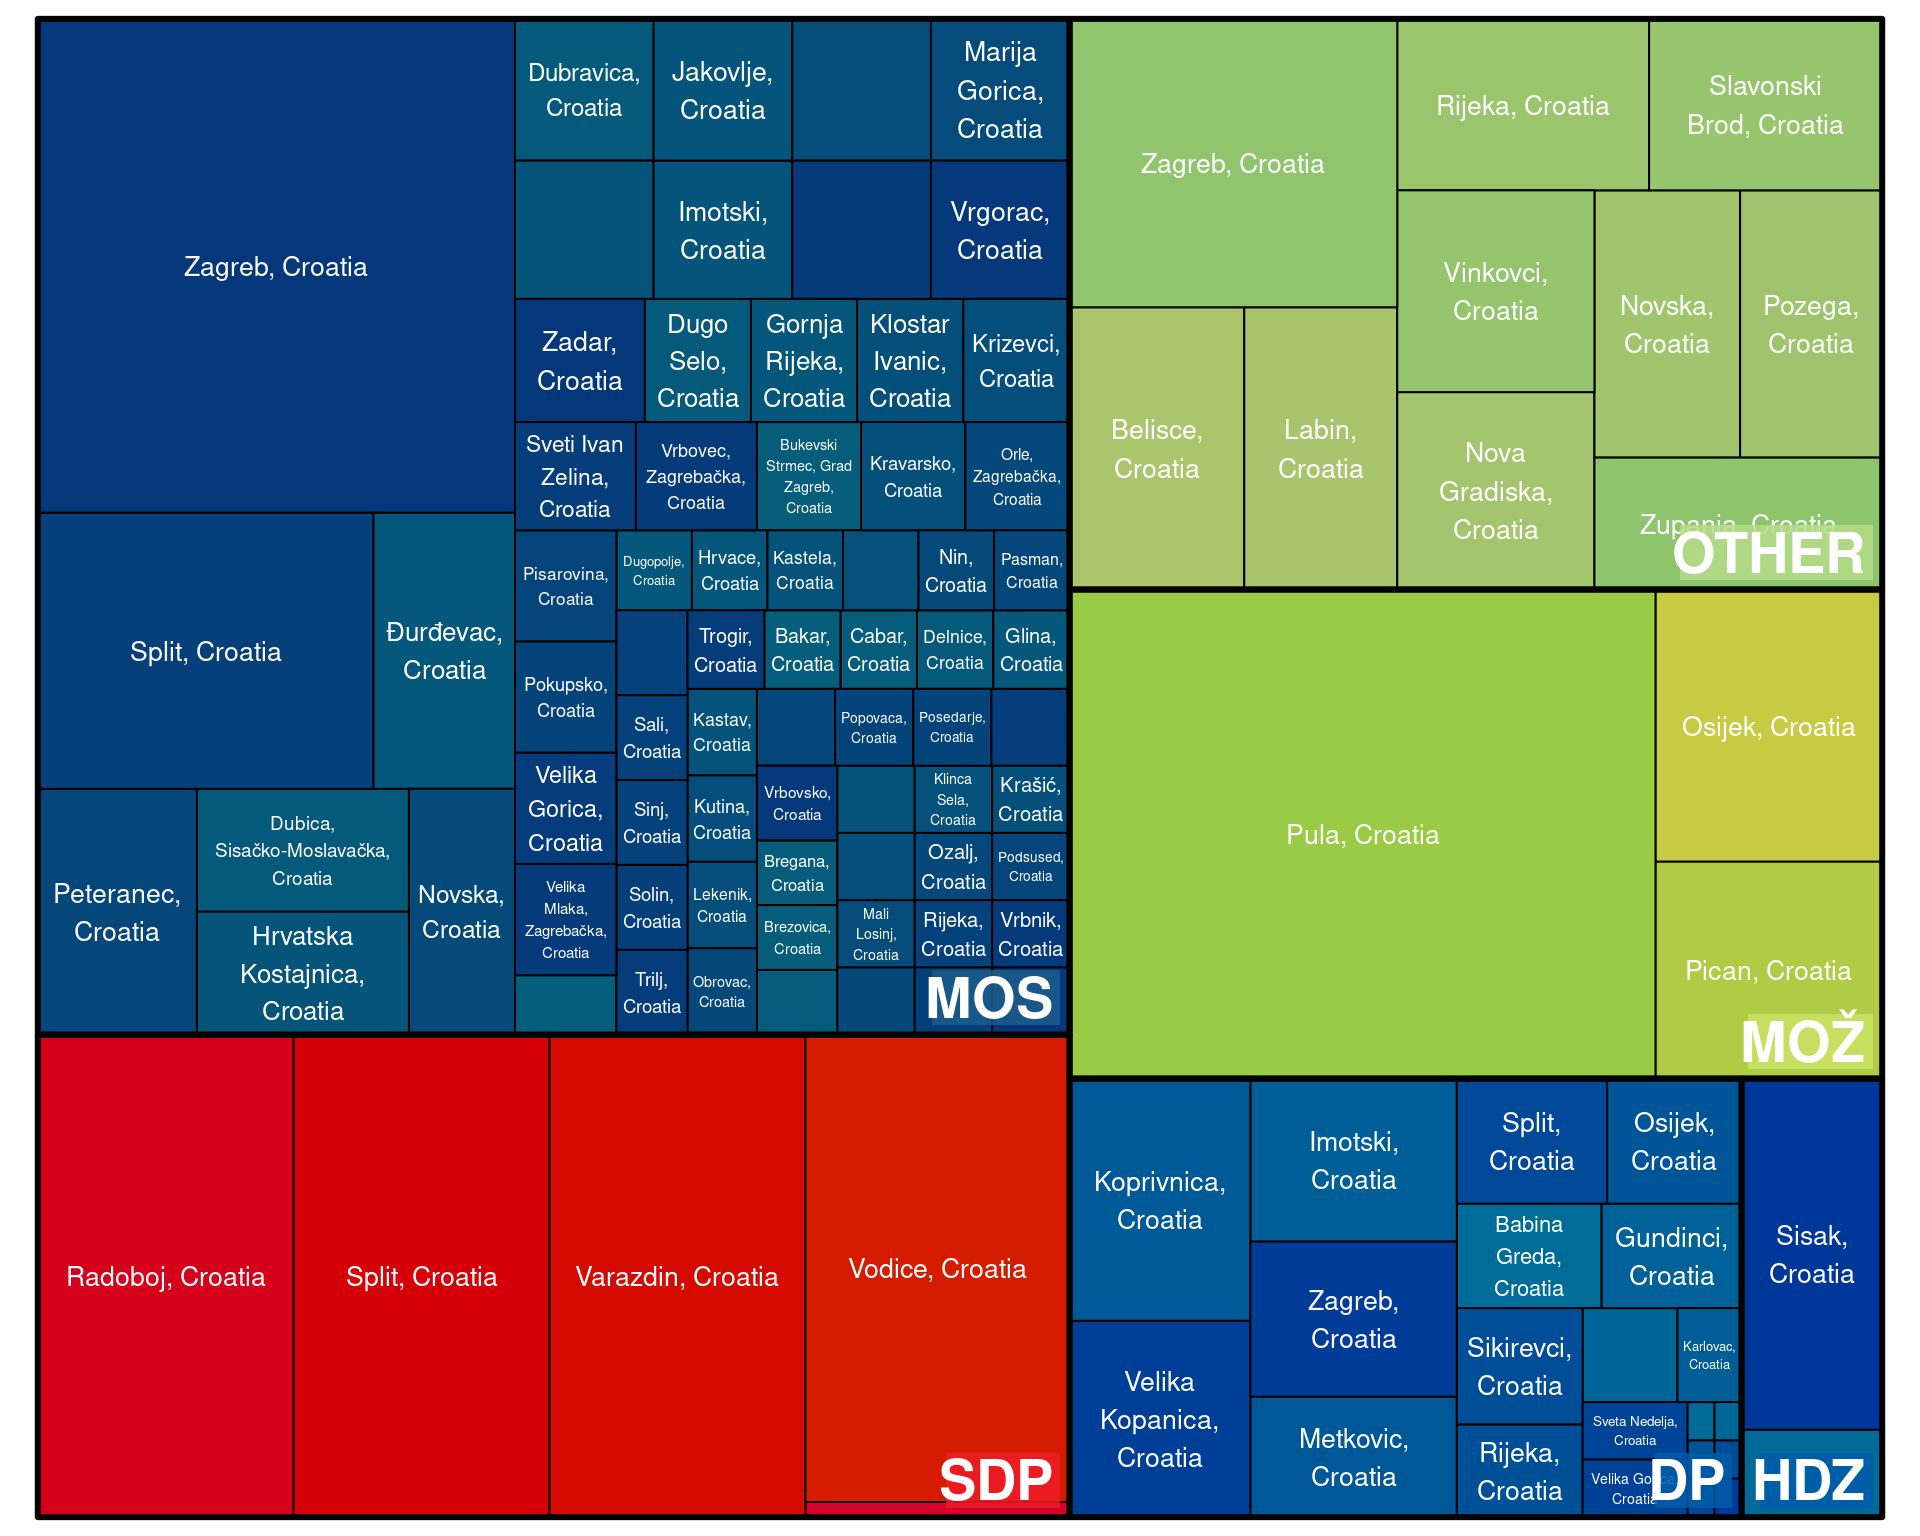 Zagreb, Croatia
Split, Croatia
Đurđevac,
Croatia
Peteranec,
Croatia
Dubica,
Sisačko-Moslavačka,
Croatia
Hrvatska
Kostajnica,
Croatia
Novska,
Croatia
Dubravica,
Croatia
Jakovlje,
Croatia
Marija
Gorica,
Croatia
Imotski,
Croatia
Vrgorac,
Croatia
Zadar,
Croatia
Dugo
Selo,
Croatia
Gornja
Rijeka,
Croatia
Klostar
Ivanic,
Croatia
Krizevci,
Croatia
Sveti Ivan
Zelina,
Croatia
Vrbovec,
Zagrebačka,
Croatia
Bukevski
Strmec, Grad
Zagreb,
Croatia
Kravarsko,
Croatia
Orle,
Zagrebačka,
Croatia
Pisarovina,
Croatia
Pokupsko,
Croatia
Velika
Gorica,
Croatia
Velika
Mlaka,
Zagrebačka,
Croatia
Dugopolje,
Croatia
Hrvace,
Croatia
Kastela,
Croatia
Nin,
Croatia
Pasman,
Croatia
Trogir,
Croatia
Bakar,
Croatia
Cabar,
Croatia
Delnice,
Croatia
Glina,
Croatia
Sali,
Croatia
Sinj,
Croatia
Solin,
Croatia
Trilj,
Croatia
Kastav,
Croatia
Kutina,
Croatia
Lekenik,
Croatia
Obrovac,
Croatia
Popovaca,
Croatia
Posedarje,
Croatia
Vrbovsko,
Croatia
Bregana,
Croatia
Brezovica,
Croatia
Klinca
Sela,
Croatia
Krašić,
Croatia
Ozalj,
Croatia
Podsused,
Croatia
Mali
Losinj,
Croatia
Rijeka,
Croatia
Vrbnik,
Croatia
MOS
Radoboj, Croatia
Split, Croatia
Varazdin, Croatia
Vodice, Croatia
SDP
Zagreb, Croatia
Rijeka, Croatia
Slavonski
Brod, Croatia
Belisce,
Croatia
Labin,
Croatia
Vinkovci,
Croatia
Nova
Gradiska,
Croatia
Novska,
Croatia
Pozega,
Croatia
Zupanja, Croatia
OTHER
Pula, Croatia
Osijek, Croatia
Pican, Croatia
MOŽ
Koprivnica,
Croatia
Velika
Kopanica,
Croatia
Imotski,
Croatia
Zagreb,
Croatia
Metkovic,
Croatia
Split,
Croatia
Osijek,
Croatia
Babina
Greda,
Croatia
Gundinci,
Croatia
Sikirevci,
Croatia
Rijeka,
Croatia
Karlovac,
Croatia
Sveta Nedelja,
Croatia
Velika Gorica,
Croatia
DP
Sisak,
Croatia
HDZ